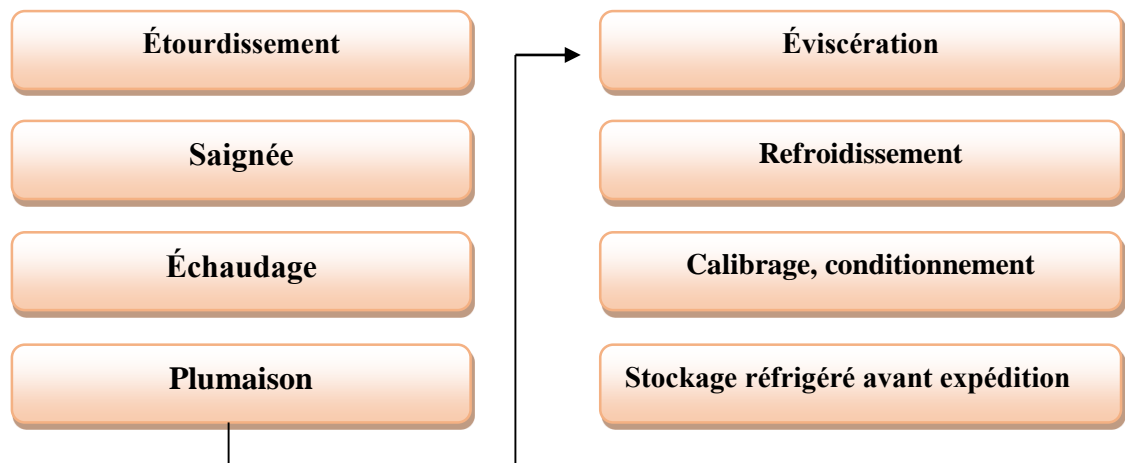 Étourdissement
Saignée
Échaudage
Plumaison
Éviscération
Refroidissement
Calibrage, conditionnement
Stockage réfrigéré avant expédition